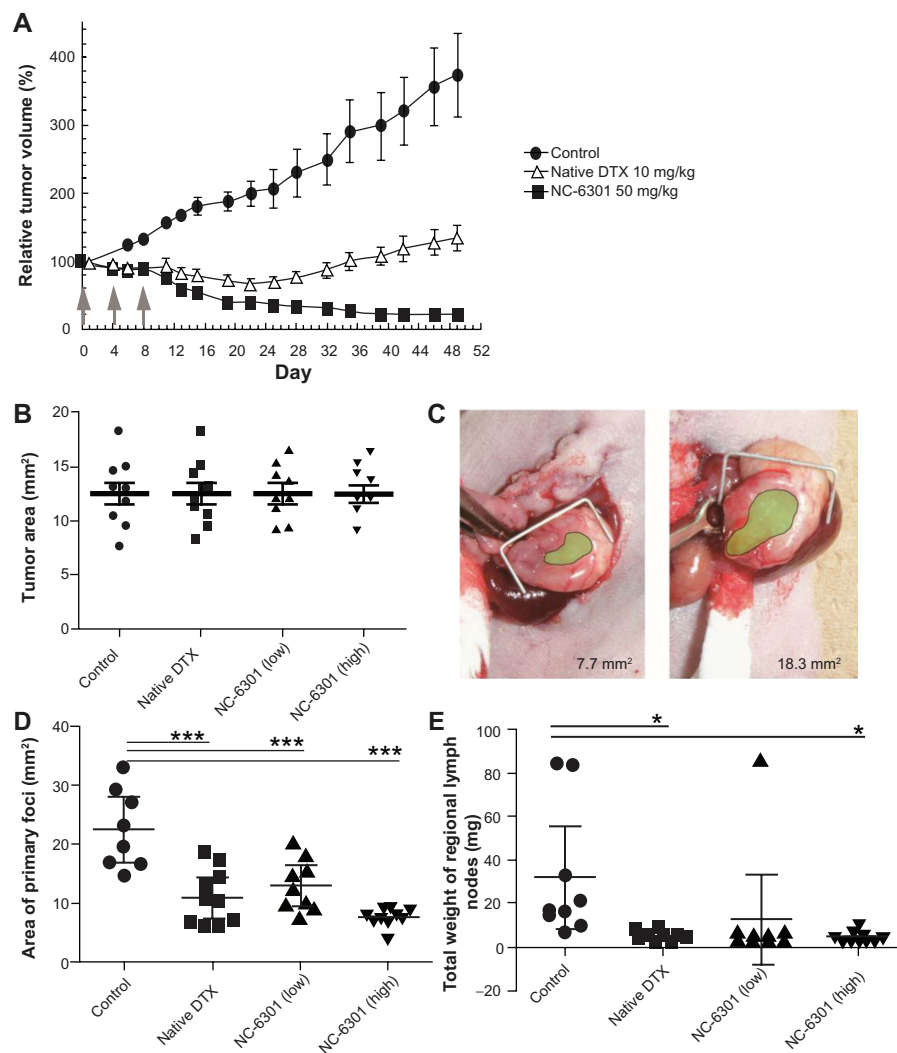 A
Relative tumor volume (%)
400
300
200
100
0
0 4 8 12 16 20 24 28 32 36 40 44 48 52
Day
Control
Native DTX 10 mg/kg
NC-6301 50 mg/kg
B
Tumor area (mm²)
20
15
10
5
0
Control
Native DTX
NC-6301 (low)
NC-6301 (high)
C
7.7 mm²
18.3 mm²
D
Area of primary foci (mm²)
40
30
20
10
0
***
***
***
Control
Native DTX
NC-6301 (low)
NC-6301 (high)
E
Total weight of regional lymph
nodes (mg)
100
80
60
40
20
0
–20
*
*
Control
Native DTX
NC-6301 (low)
NC-6301 (high)